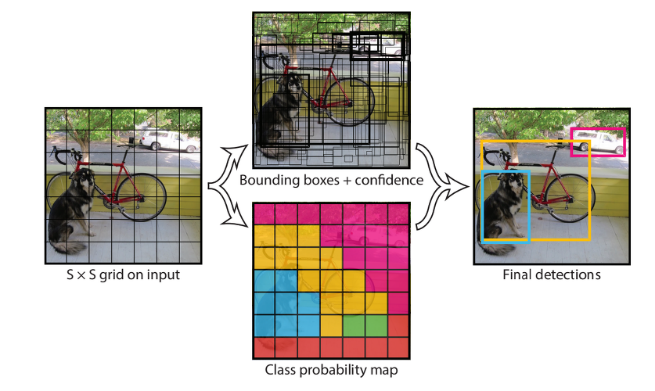 Bounding boxes + confidence
S × S grid on input
Final detections
Class probability map